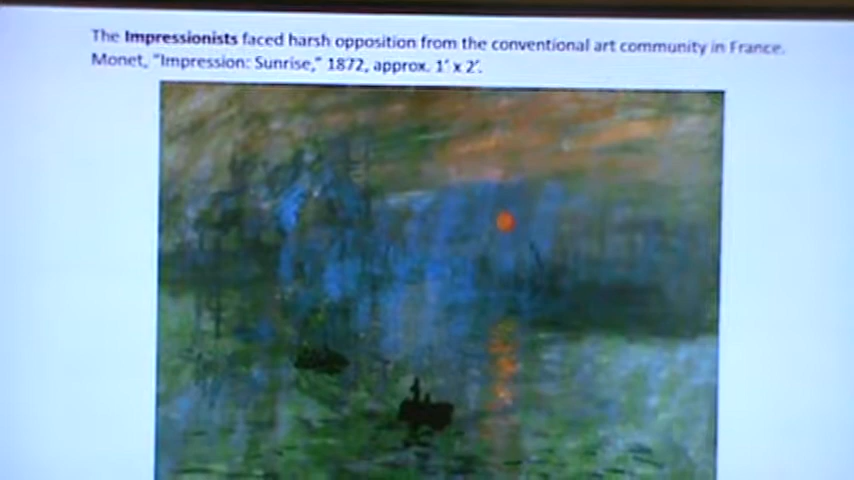 The Impressionists faced harsh opposition from the conventional art community in France.
Monet, "Impression: Sunrise," 1872, approx. 1' x 2'.